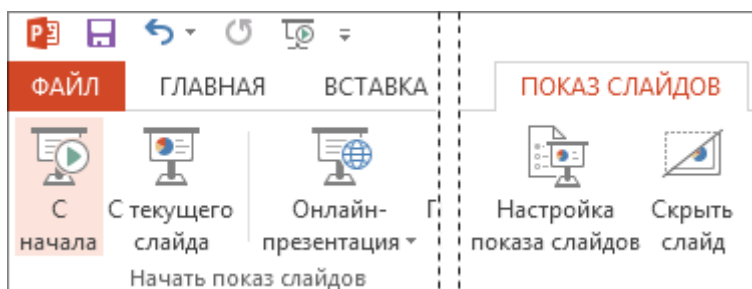 ФАЙЛ ГЛАВНАЯ ВСТАВКА ПОКАЗ СЛАЙДОВ
С начала
С текущего слайда
Онлайн-презентация
Настройка показа слайдов
Скрыть слайд
Начать показ слайдов